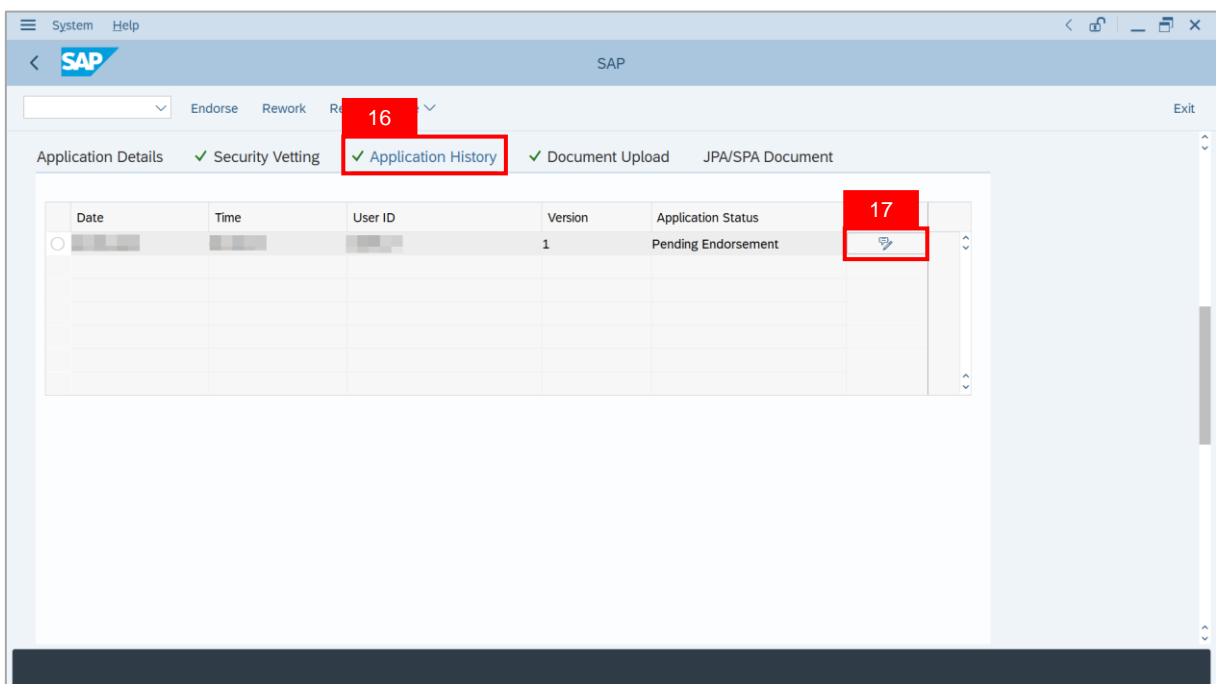 System Help
SAP SAP
Endorse Rework Exit
16
Application Details Security Vetting Application History Document Upload JPA/SPA Document
17
Date Time User ID Version Application Status
1 Pending Endorsement